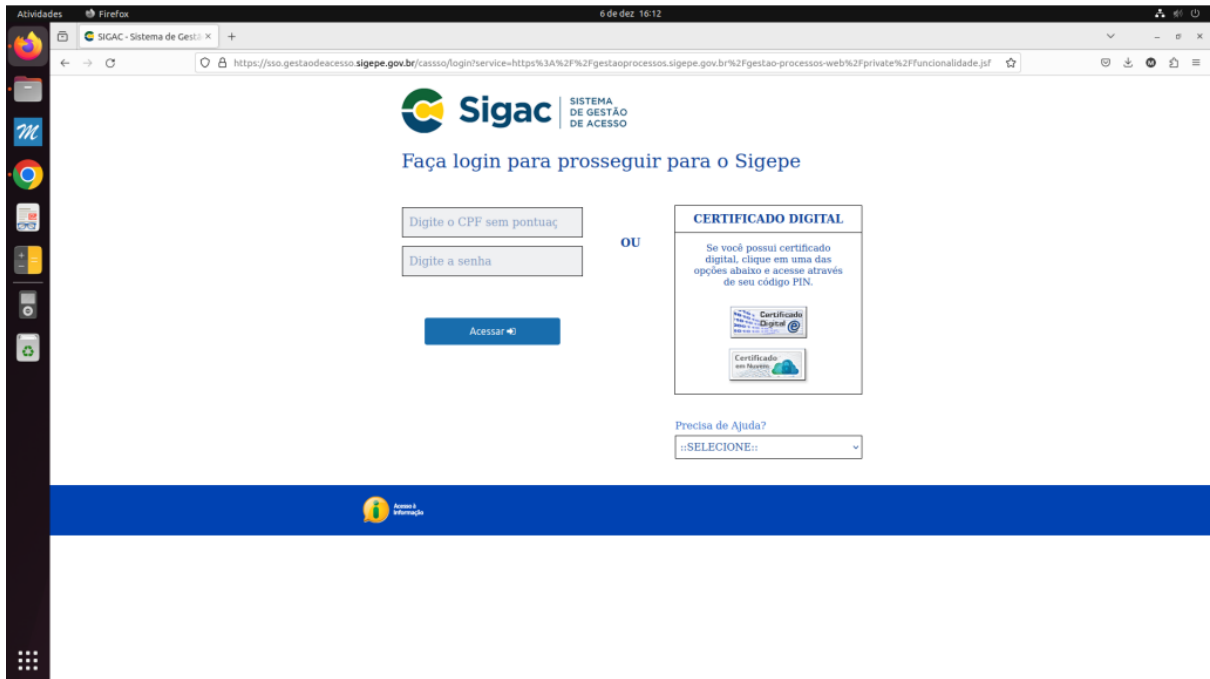 Atividades
Firefox
6 de dez 16:12
SIGAC - Sistema de Gestã
https://sso.gestaodeacesso.sigepe.gov.br/cassso/login?service=https%3A%2F%2Fgestaoprocessos.sigepe.gov.br%2Fgestao-processos-web%2Fprivate%2Ffuncionalidade.jsf
Sigac
SISTEMA
DE GESTÃO
DE ACESSO
Faça login para prosseguir para o Sigepe
Digite o CPF sem pontuaç
Digite a senha
Acessar
OU
CERTIFICADO DIGITAL
Se você possui certificado
digital, clique em uma das
opções abaixo e acesse através
de seu código PIN.
Certificado
Digital
Certificado
em Nuvem
Precisa de Ajuda?
::SELECIONE::
Acesso à
Informação